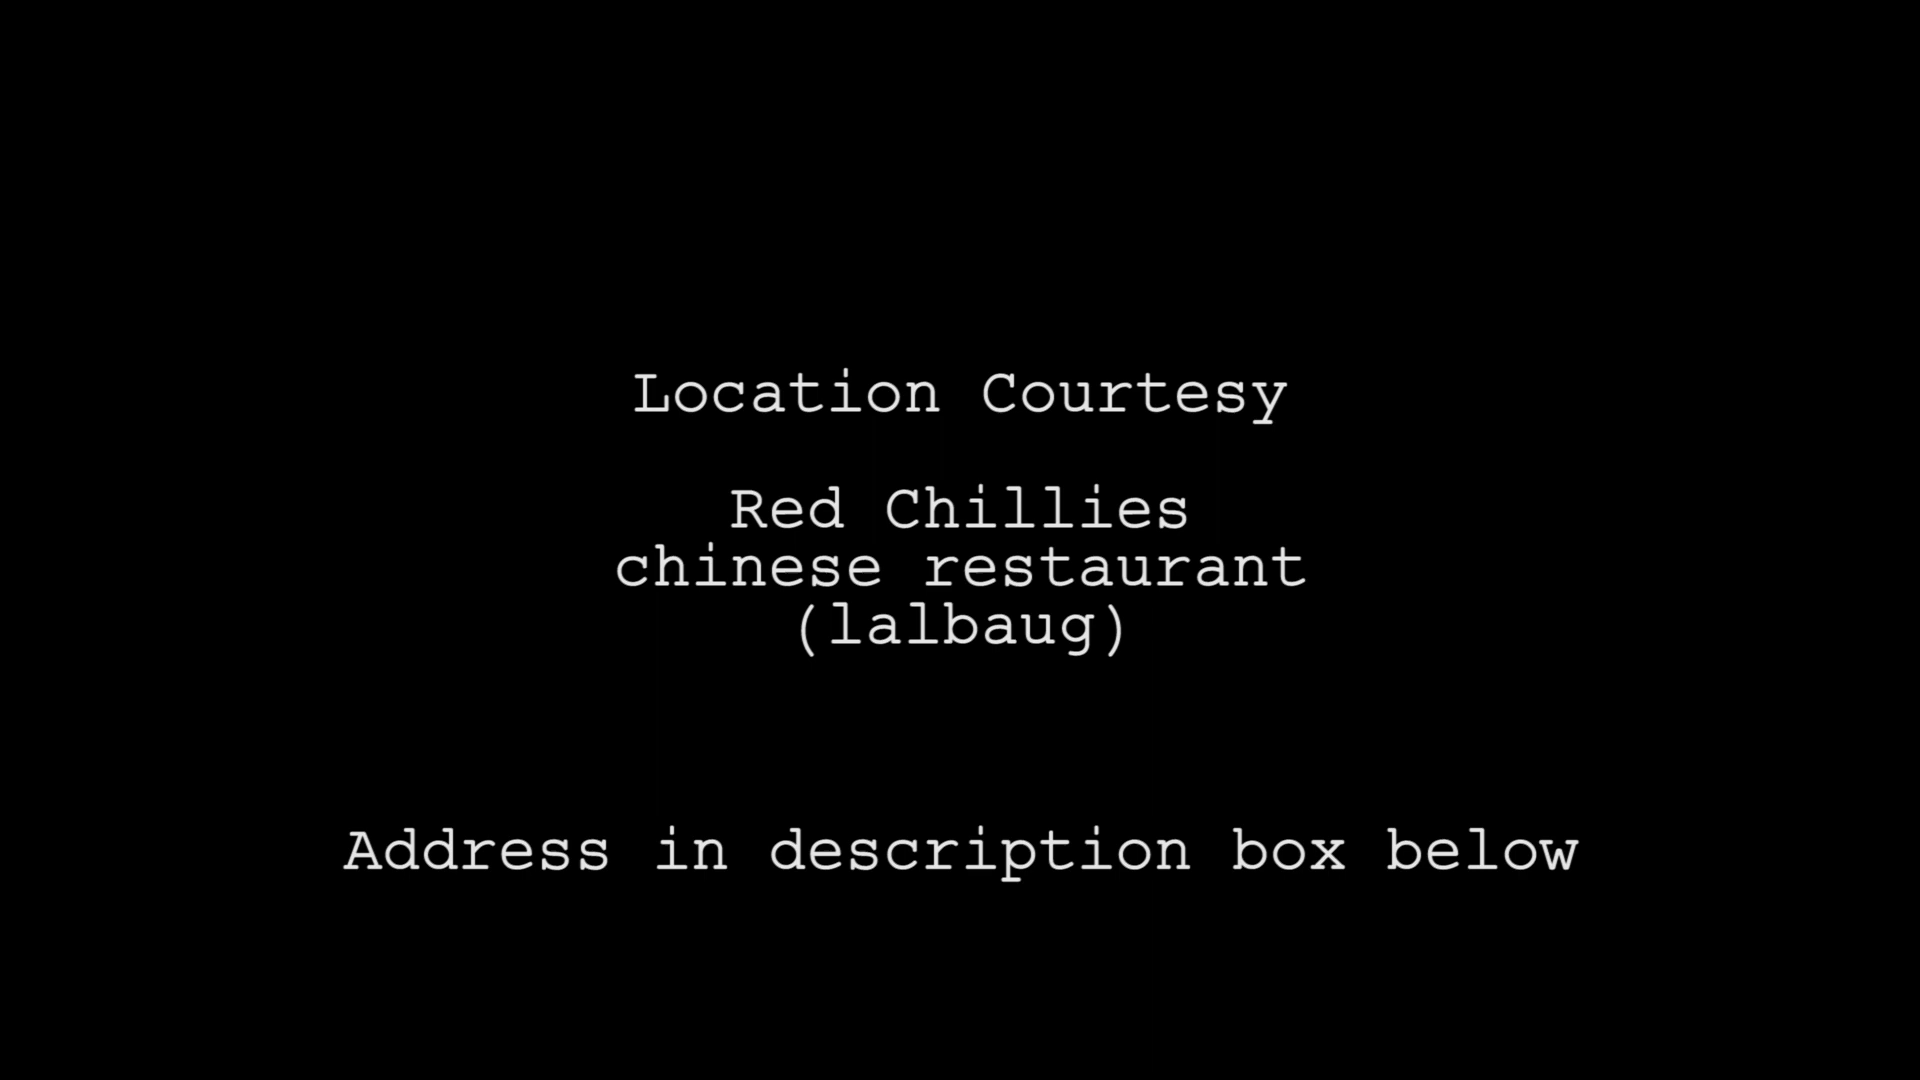 Location Courtesy
Red Chillies
chinese restaurant
(lalbaug)
Address in description box below